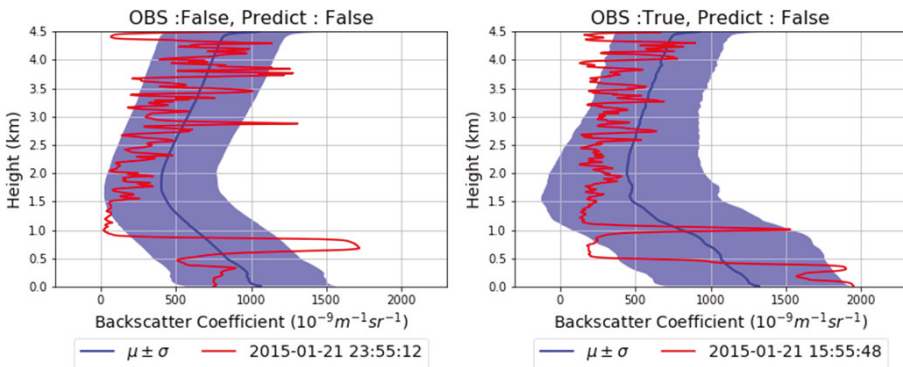 OBS :False, Predict : False
4.5
4.0
3.5
3.0
2.5
2.0
1.5
1.0
0.5
0.0
Height (km)
0 500 1000 1500 2000
Backscatter Coefficient (10⁻⁹m⁻¹sr⁻¹)
μ ± σ 2015-01-21 23:55:12
OBS :True, Predict : False
4.5
4.0
3.5
3.0
2.5
2.0
1.5
1.0
0.5
0.0
Height (km)
0 500 1000 1500 2000
Backscatter Coefficient (10⁻⁹m⁻¹sr⁻¹)
μ ± σ 2015-01-21 15:55:48